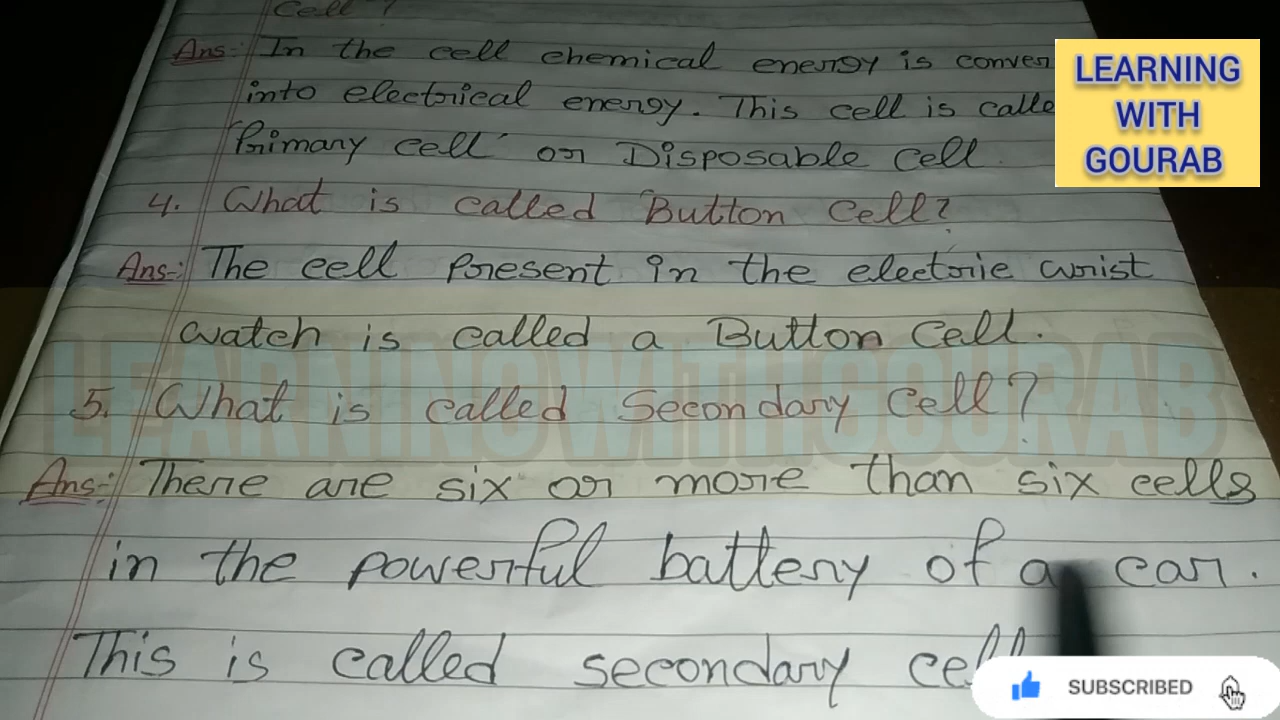 Cell?
Ans:- In the cell chemical energy is conver
into electrical energy. This cell is calle
'Primary cell' or Disposable cell
4. What is called Button Cell?
Ans:- The cell present in the electric wrist
watch is called a Button Cell.
5. What is called Secondary Cell?
Ans:- There are six or more than six cells
in the powerful battery of a car.
This is called secondary cell
LEARNING
WITH
GOURAB
LEARNINGWITHGOURAB
SUBSCRIBED